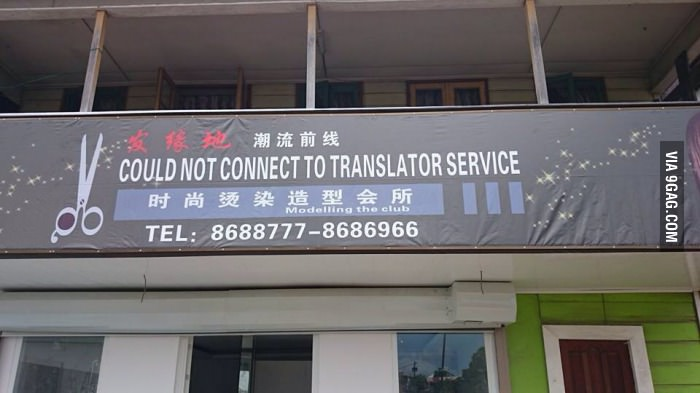 发缘地 潮流前线
COULD NOT CONNECT TO TRANSLATOR SERVICE
时尚烫染造型会所
Modelling the club
TEL: 8688777-8686966
VIA 9GAG.COM